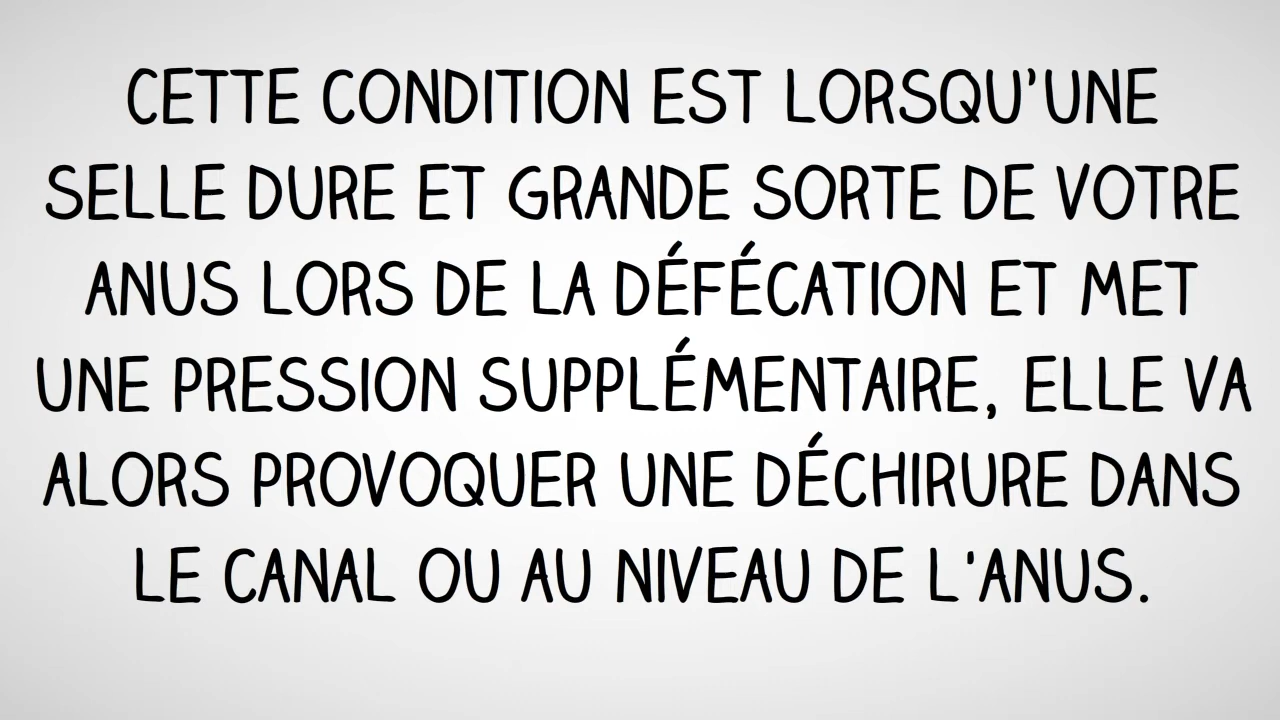 CETTE CONDITION EST LORSQU'UNE
SELLE DURE ET GRANDE SORTE DE VOTRE
ANUS LORS DE LA DÉFÉCATION ET MET
UNE PRESSION SUPPLÉMENTAIRE, ELLE VA
ALORS PROVOQUER UNE DÉCHIRURE DANS
LE CANAL OU AU NIVEAU DE L'ANUS.